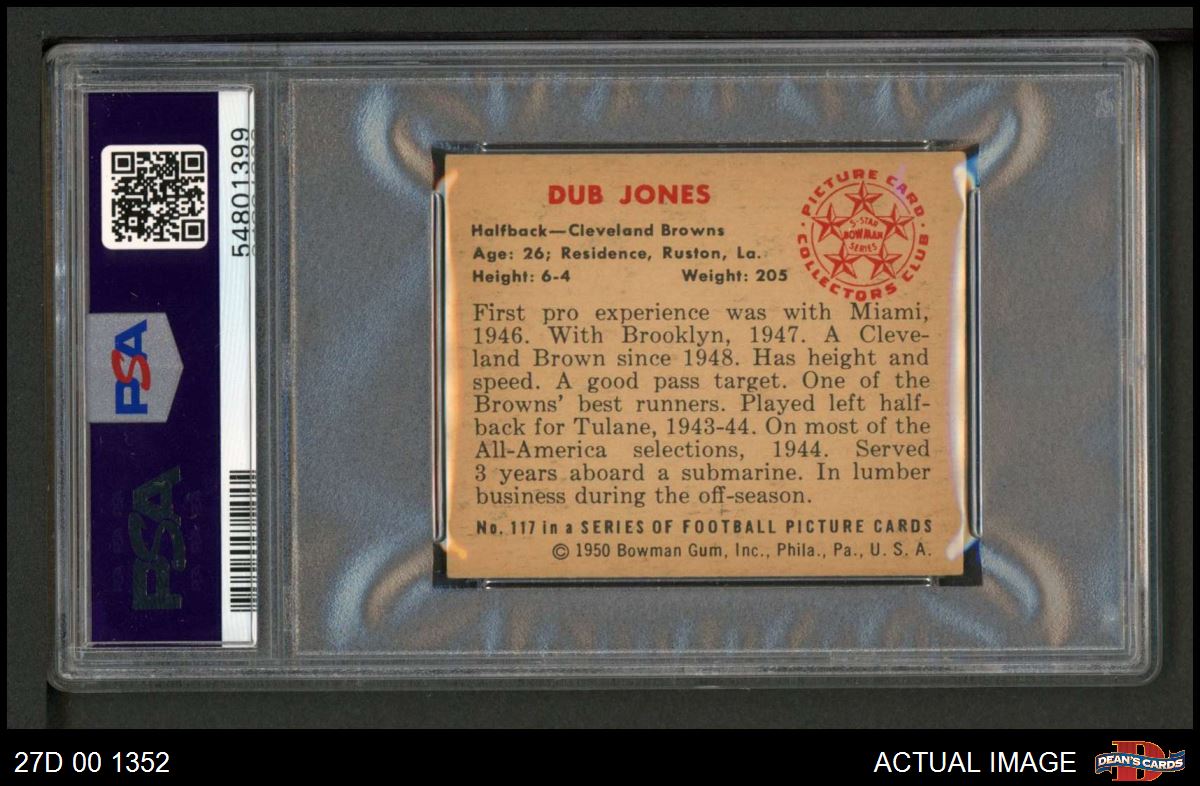 54801399
PSA
PSA
DUB JONES
Halfback—Cleveland Browns
Age: 26; Residence, Ruston, La.
Height: 6-4 Weight: 205
PICTURE CARD
COLLECTORS CLUB
5-STAR
BOWMAN
SERIES
First pro experience was with Miami,
1946. With Brooklyn, 1947. A Cleve-
land Brown since 1948. Has height and
speed. A good pass target. One of the
Browns' best runners. Played left half-
back for Tulane, 1943-44. On most of the
All-America selections, 1944. Served
3 years aboard a submarine. In lumber
business during the off-season.
No. 117 in a SERIES OF FOOTBALL PICTURE CARDS
© 1950 Bowman Gum, Inc., Phila., Pa., U. S. A.
27D 00 1352
ACTUAL IMAGE
D
DEAN'S CARDS